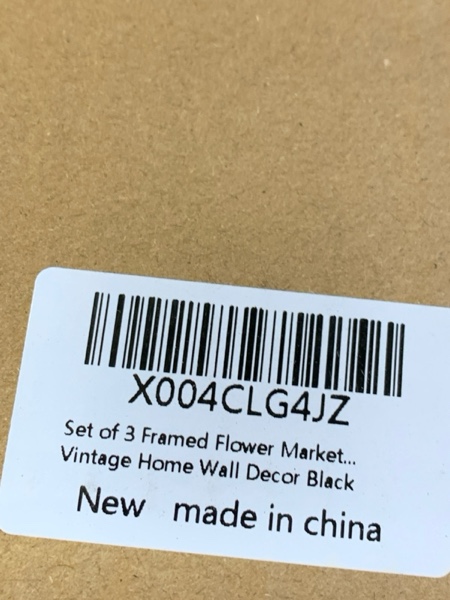 X004CLG4JZ
Set of 3 Framed Flower Market...
Vintage Home Wall Decor Black
New made in china